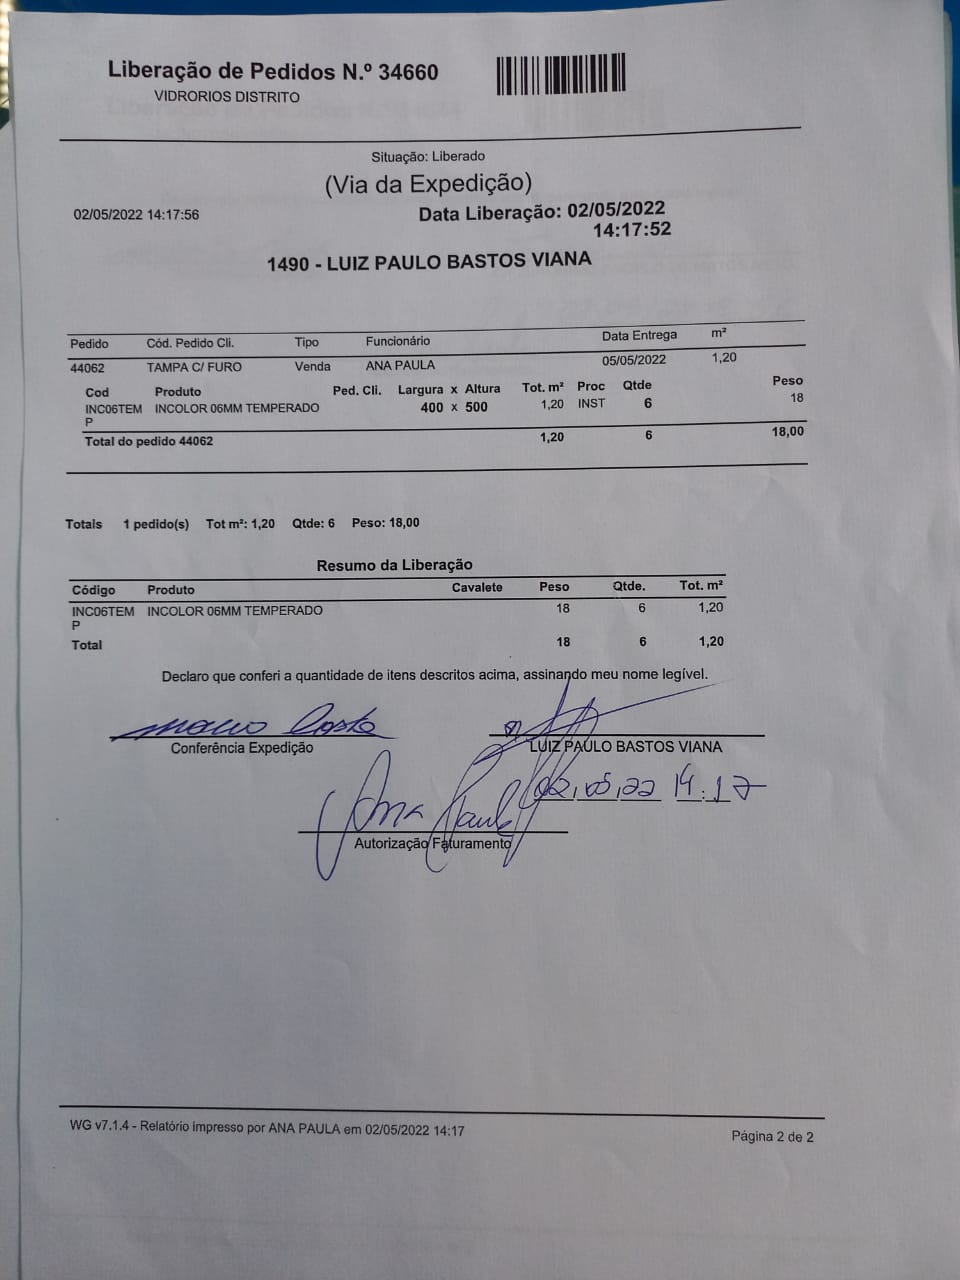 Liberação de Pedidos N.º 34660
VIDRORIOS DISTRITO
Situação: Liberado
(Via da Expedição)
02/05/2022 14:17:56 Data Liberação: 02/05/2022
14:17:52
1490 - LUIZ PAULO BASTOS VIANA
Pedido Cód. Pedido Cli. Tipo Funcionário Data Entrega m²
44062 TAMPA C/ FURO Venda ANA PAULA 05/05/2022 1,20
Cod Produto Ped. Cli. Largura x Altura Tot. m² Proc Qtde Peso
INC06TEM INCOLOR 06MM TEMPERADO 400 x 500 1,20 INST 6 18
P
Total do pedido 44062 1,20 6 18,00
Totais 1 pedido(s) Tot m²: 1,20 Qtde: 6 Peso: 18,00
Resumo da Liberação
Código Produto Cavalete Peso Qtde. Tot. m²
INC06TEM INCOLOR 06MM TEMPERADO 18 6 1,20
P
Total 18 6 1,20
Declaro que conferi a quantidade de itens descritos acima, assinando meu nome legível.
Costa
Conferência Expedição LUIZ PAULO BASTOS VIANA
02,05,22 14:17
Ana Paula
Autorização Faturamento
WG v7.1.4 - Relatório impresso por ANA PAULA em 02/05/2022 14:17
Página 2 de 2